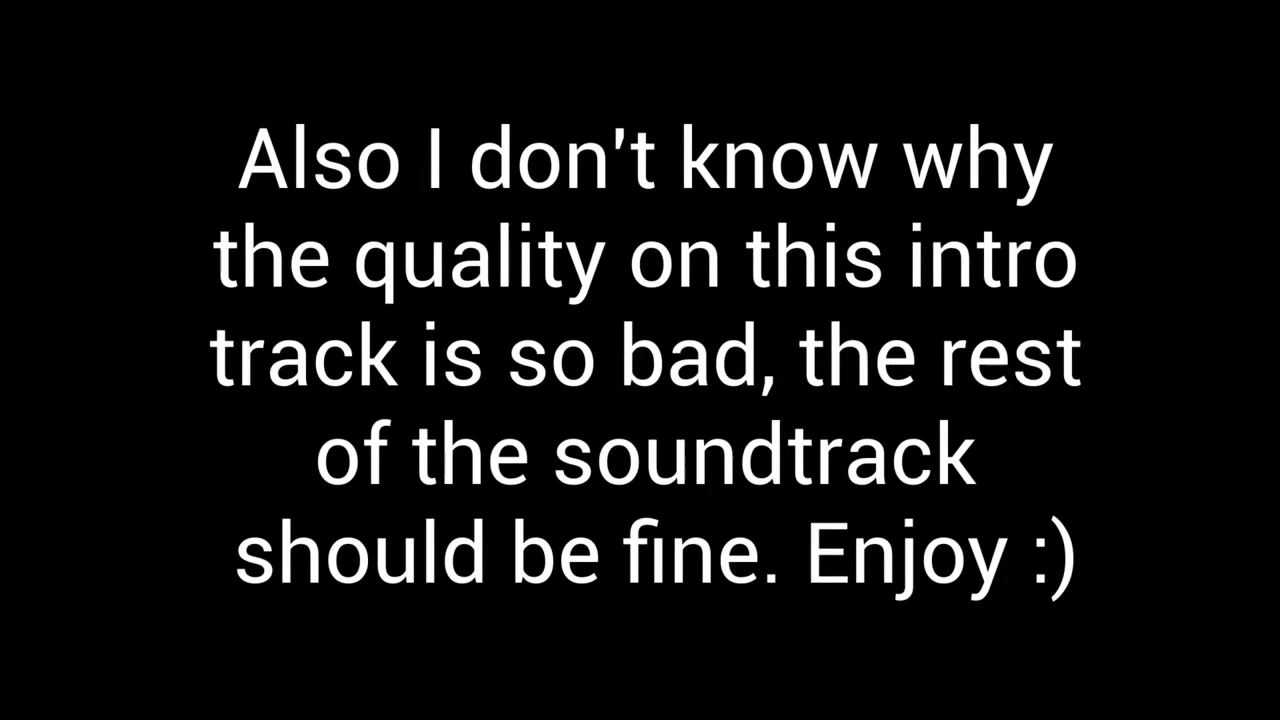 Also I don't know why
the quality on this intro
track is so bad, the rest
of the soundtrack
should be fine. Enjoy :)